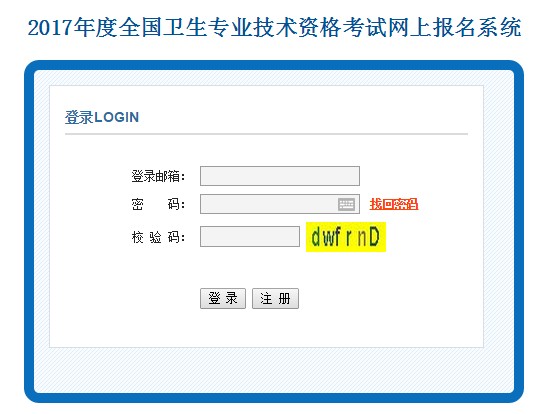 2017年度全国卫生专业技术资格考试网上报名系统
登录LOGIN
登录邮箱:
密 码: 找回密码
校 验 码: dwfrnD
登 录 注 册